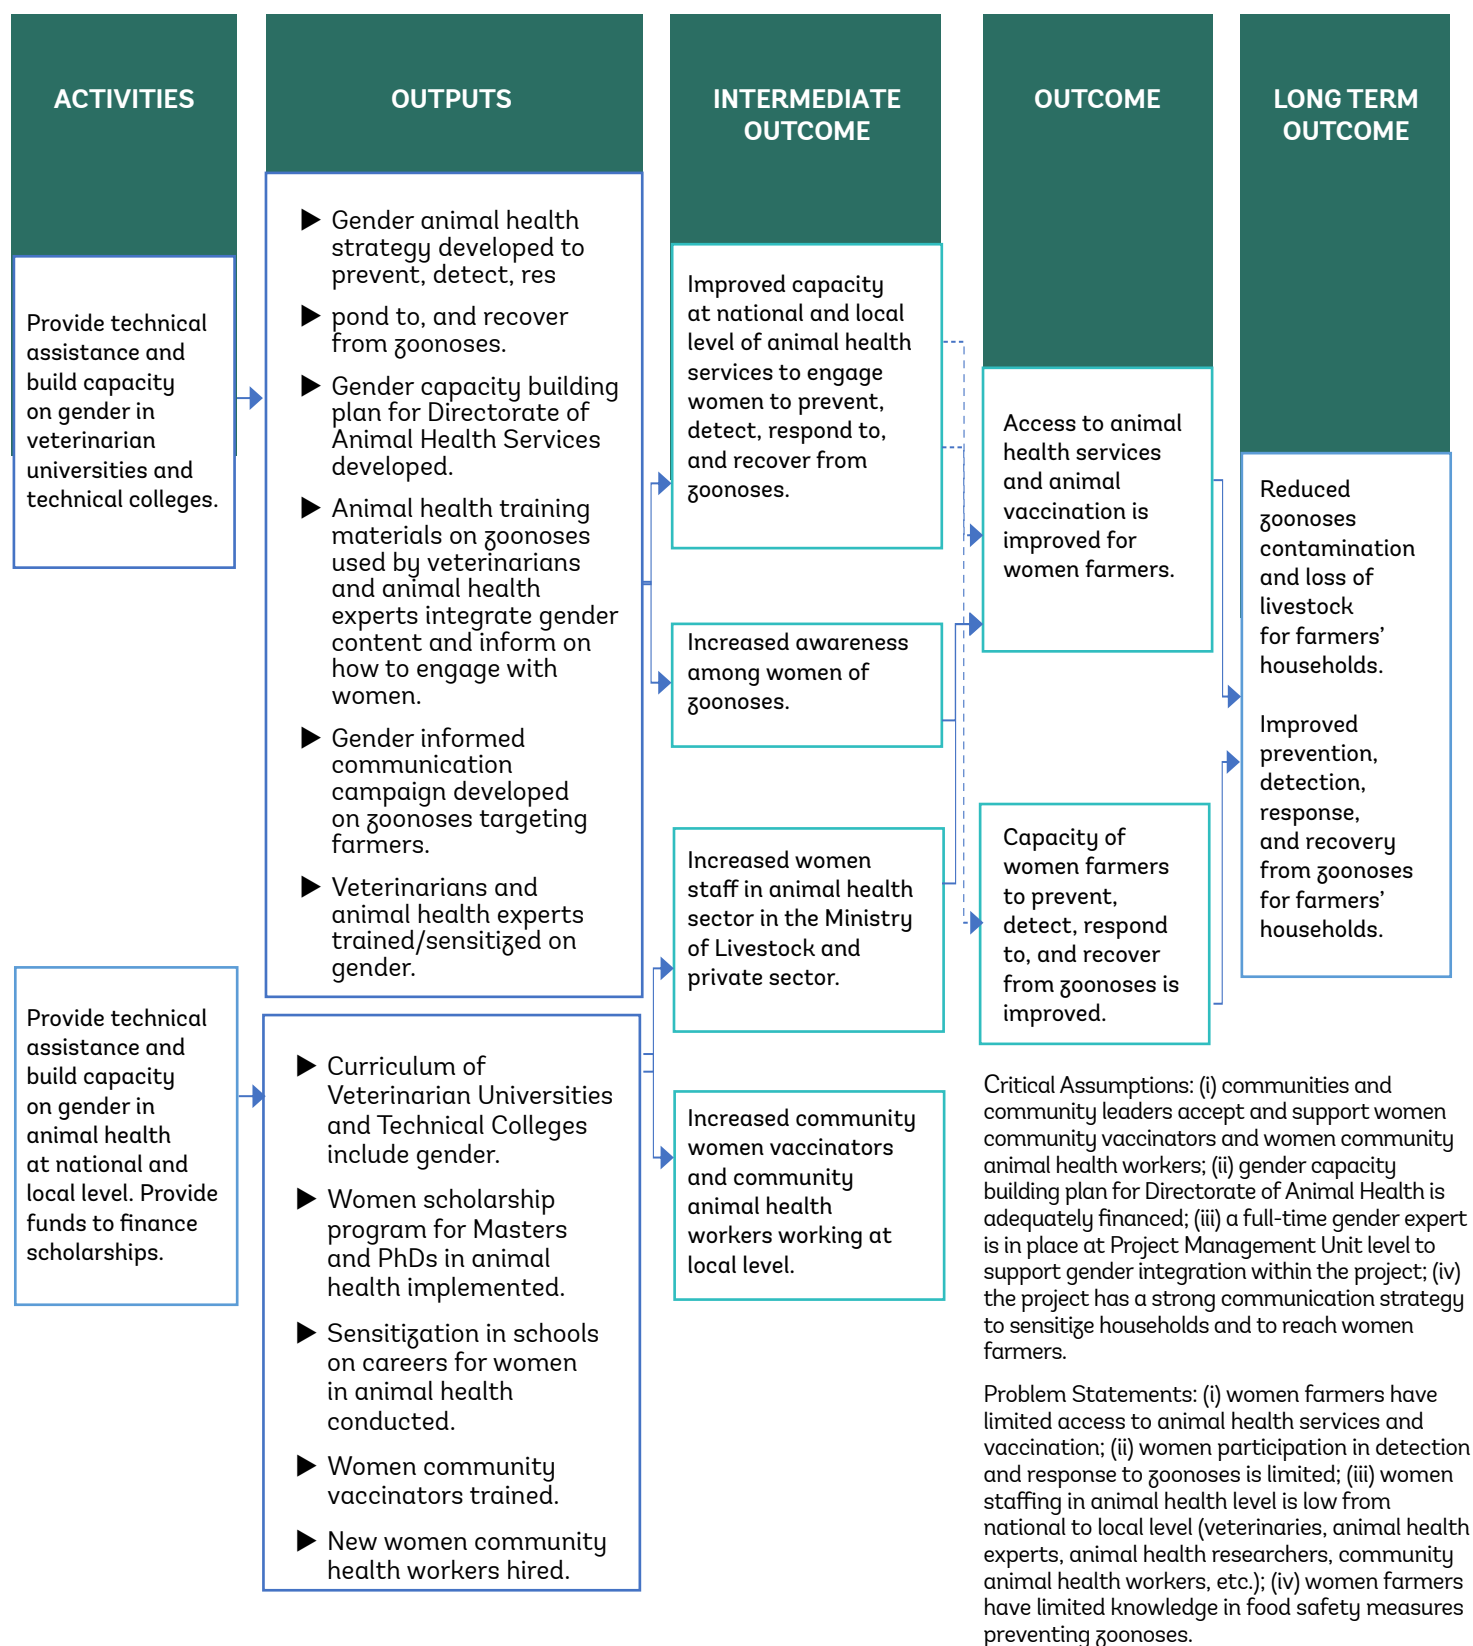 ACTIVITIES
OUTPUTS
INTERMEDIATE
OUTCOME
OUTCOME
LONG TERM
OUTCOME
Provide technical
assistance and
build capacity
on gender in
veterinarian
universities and
technical colleges.
Provide technical
assistance and
build capacity
on gender in
animal health
at national and
local level. Provide
funds to finance
scholarships.
▶ Gender animal health
strategy developed to
prevent, detect, res
▶ pond to, and recover
from zoonoses.
▶ Gender capacity building
plan for Directorate of
Animal Health Services
developed.
▶ Animal health training
materials on zoonoses
used by veterinarians
and animal health
experts integrate gender
content and inform on
how to engage with
women.
▶ Gender informed
communication
campaign developed
on zoonoses targeting
farmers.
▶ Veterinarians and
animal health experts
trained/sensitized on
gender.
▶ Curriculum of
Veterinarian Universities
and Technical Colleges
include gender.
▶ Women scholarship
program for Masters
and PhDs in animal
health implemented.
▶ Sensitization in schools
on careers for women
in animal health
conducted.
▶ Women community
vaccinators trained.
▶ New women community
health workers hired.
Improved capacity
at national and local
level of animal health
services to engage
women to prevent,
detect, respond to,
and recover from
zoonoses.
Increased awareness
among women of
zoonoses.
Increased women
staff in animal health
sector in the Ministry
of Livestock and
private sector.
Increased community
women vaccinators
and community
animal health
workers working at
local level.
Access to animal
health services
and animal
vaccination is
improved for
women farmers.
Capacity of
women farmers
to prevent,
detect, respond
to, and recover
from zoonoses is
improved.
Reduced
zoonoses
contamination
and loss of
livestock
for farmers'
households.
Improved
prevention,
detection,
response,
and recovery
from zoonoses
for farmers'
households.
Critical Assumptions: (i) communities and
community leaders accept and support women
community vaccinators and women community
animal health workers; (ii) gender capacity
building plan for Directorate of Animal Health is
adequately financed; (iii) a full-time gender expert
is in place at Project Management Unit level to
support gender integration within the project; (iv)
the project has a strong communication strategy
to sensitize households and to reach women
farmers.
Problem Statements: (i) women farmers have
limited access to animal health services and
vaccination; (ii) women participation in detection
and response to zoonoses is limited; (iii) women
staffing in animal health level is low from
national to local level (veterinaries, animal health
experts, animal health researchers, community
animal health workers, etc.); (iv) women farmers
have limited knowledge in food safety measures
preventing zoonoses.